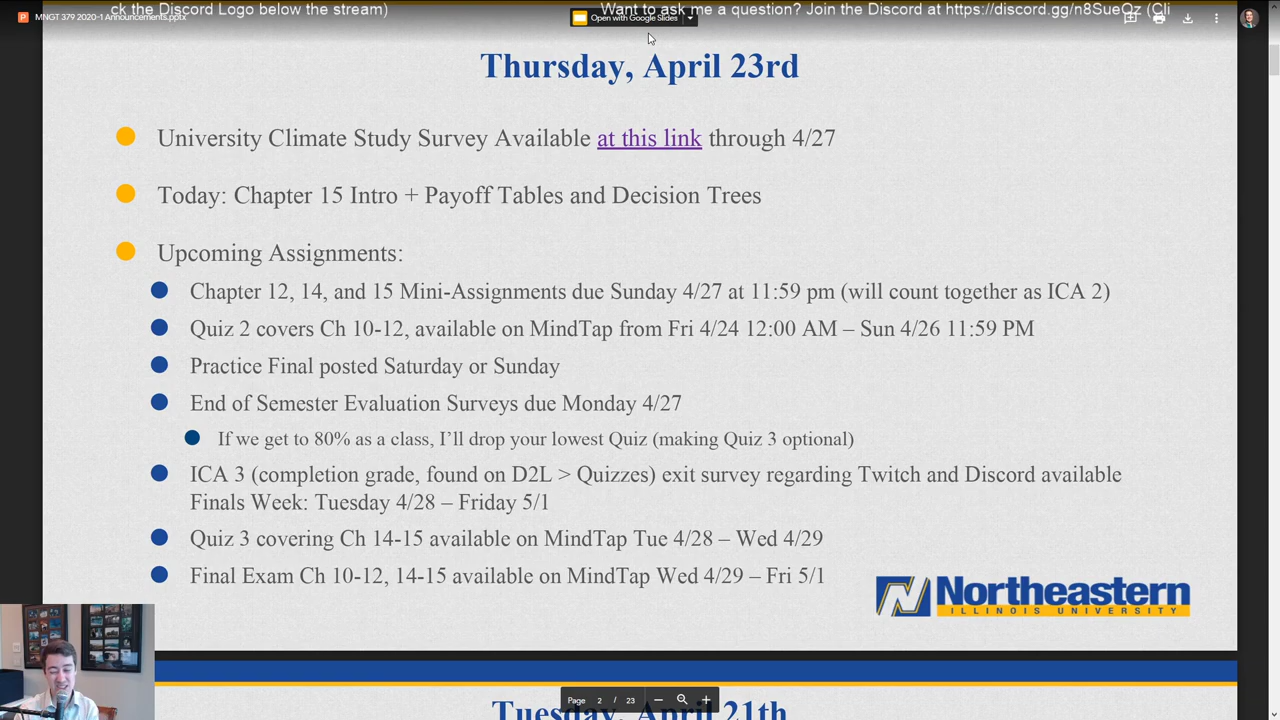 ck the Discord Logo below the stream)
Want to ask me a question? Join the Discord at https://discord.gg/n8SueQz (Cli
MNGT 379 2020-1 Announcements.pptx
Open with Google Slides
Thursday, April 23rd
University Climate Study Survey Available at this link through 4/27
Today: Chapter 15 Intro + Payoff Tables and Decision Trees
Upcoming Assignments:
Chapter 12, 14, and 15 Mini-Assignments due Sunday 4/27 at 11:59 pm (will count together as ICA 2)
Quiz 2 covers Ch 10-12, available on MindTap from Fri 4/24 12:00 AM – Sun 4/26 11:59 PM
Practice Final posted Saturday or Sunday
End of Semester Evaluation Surveys due Monday 4/27
If we get to 80% as a class, I'll drop your lowest Quiz (making Quiz 3 optional)
ICA 3 (completion grade, found on D2L > Quizzes) exit survey regarding Twitch and Discord available
Finals Week: Tuesday 4/28 – Friday 5/1
Quiz 3 covering Ch 14-15 available on MindTap Tue 4/28 – Wed 4/29
Final Exam Ch 10-12, 14-15 available on MindTap Wed 4/29 – Fri 5/1
N Northeastern
ILLINOIS UNIVERSITY
Page 2 / 23
Tuesday, April 21th